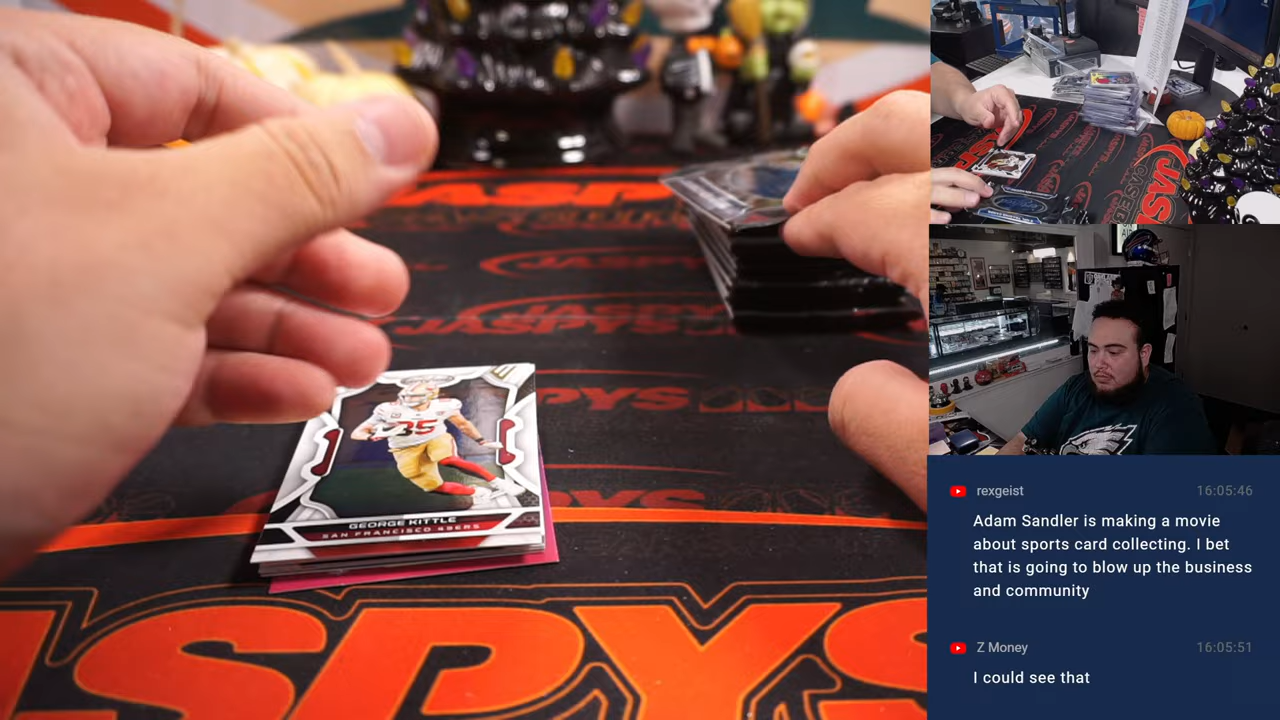 JASPYS
JASPYS
JASPYS
GEORGE KITTLE
SAN FRANCISCO 49ERS
rexgeist 16:05:46
Adam Sandler is making a movie
about sports card collecting. I bet
that is going to blow up the business
and community
Z Money 16:05:51
I could see that